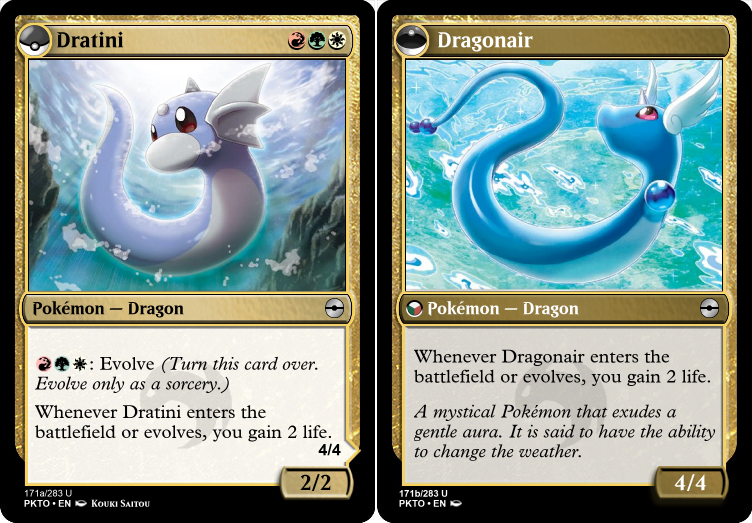 Dratini
Pokémon — Dragon
: Evolve (Turn this card over.
Evolve only as a sorcery.)
Whenever Dratini enters the
battlefield or evolves, you gain 2 life.
4/4
2/2
171a/283 U
PKTO • EN Kouki Saitou
Dragonair
Pokémon — Dragon
Whenever Dragonair enters the
battlefield or evolves, you gain 2 life.
A mystical Pokémon that exudes a
gentle aura. It is said to have the ability
to change the weather.
4/4
171b/283 U
PKTO • EN